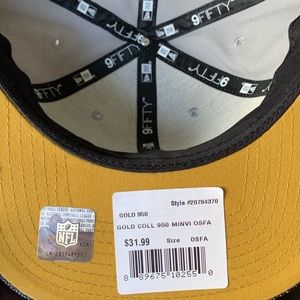 9FIFTY
9FIFTY
9FIFTY
9FIFTY
9FIFTY
Style #20784370
GOLD 950
GOLD COLL 950 MINVI OSFA
$31.99 Size OSFA
8 89675 10255 0
NFL